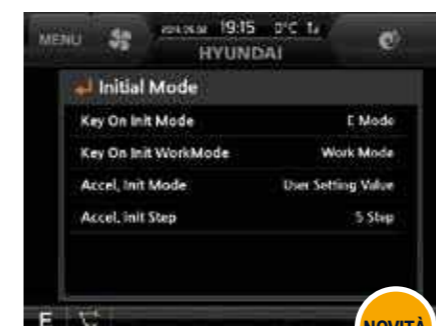 MENU 19:15 0°C
HYUNDAI
Initial Mode
Key On Init Mode E Mode
Key On Init WorkMode Work Mode
Accel, Init Mode User Setting Value
Accel, Init Step 5 Step
E
NOVITÀ